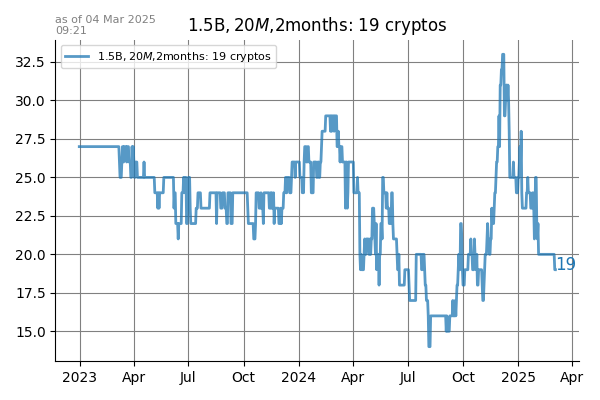 as of 04 Mar 2025
09:21
1.5B, 20M,2months: 19 cryptos
1.5B, 20M,2months: 19 cryptos
32.5
30.0
27.5
25.0
22.5
20.0
17.5
15.0
19
2023 Apr Jul Oct 2024 Apr Jul Oct 2025 Apr